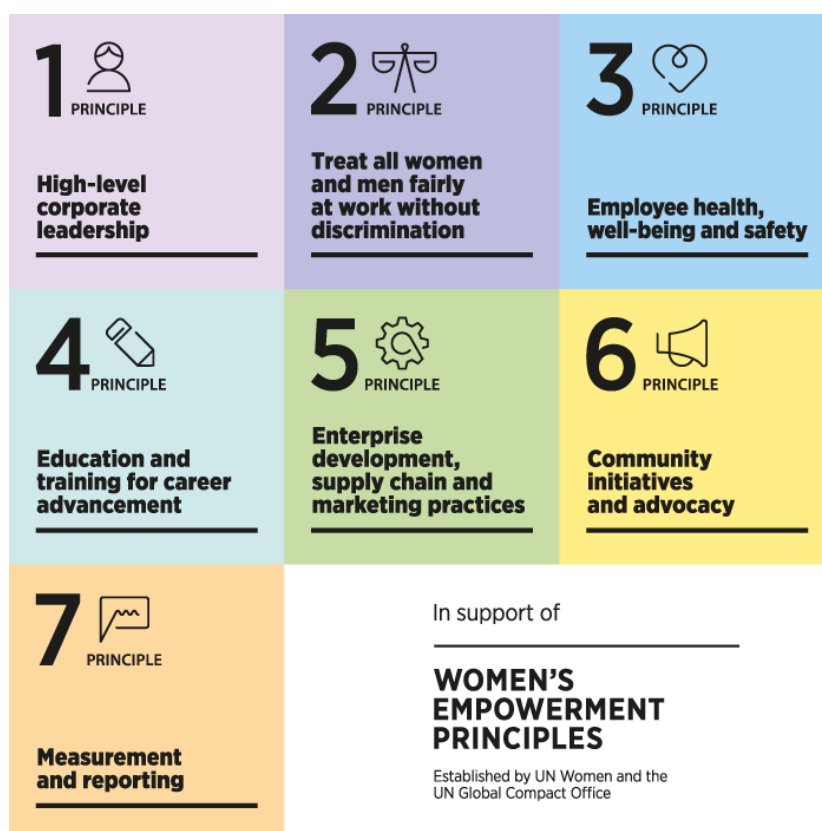 1
PRINCIPLE
High-level
corporate
leadership
2
PRINCIPLE
Treat all women
and men fairly
at work without
discrimination
3
PRINCIPLE
Employee health,
well-being and safety
4
PRINCIPLE
Education and
training for career
advancement
5
PRINCIPLE
Enterprise
development,
supply chain and
marketing practices
6
PRINCIPLE
Community
initiatives
and advocacy
7
PRINCIPLE
Measurement
and reporting
In support of
WOMEN'S
EMPOWERMENT
PRINCIPLES
Established by UN Women and the
UN Global Compact Office